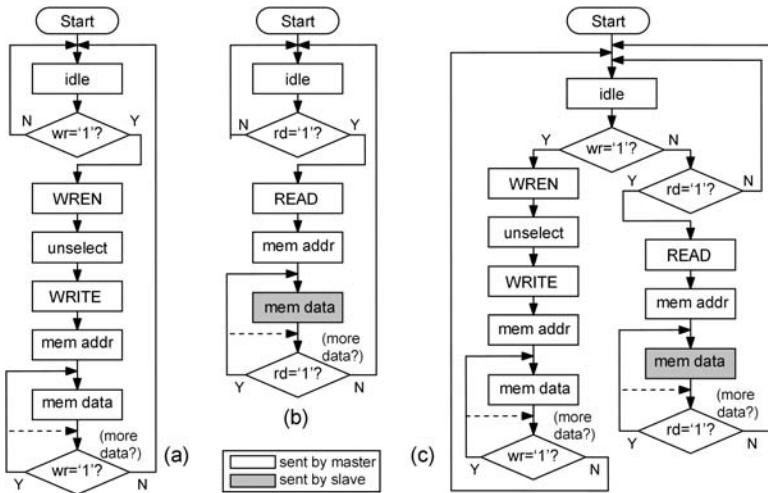 Start
idle
N
Y
wr=‘1’?
WREN
unselect
WRITE
mem addr
mem data
(more
data?)
wr=‘1’?
Y
N
(a)
Start
idle
N
Y
rd=‘1’?
READ
mem addr
mem data
(more
data?)
rd=‘1’?
Y
N
(b)
sent by master
sent by slave
Start
idle
Y
wr=‘1’?
N
WREN
unselect
WRITE
mem addr
mem data
(more
data?)
wr=‘1’?
Y
N
Y
rd=‘1’?
N
READ
mem addr
mem data
(more
data?)
rd=‘1’?
Y
N
(c)